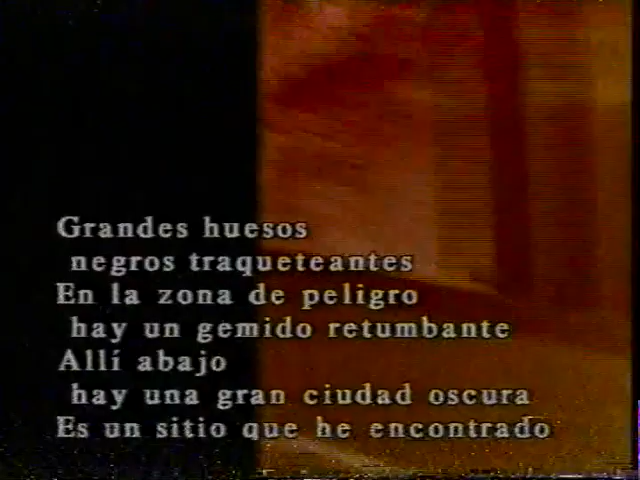 Grandes huesos
negros traqueteantes
En la zona de peligro
hay un gemido retumbante
Allí abajo
hay una gran ciudad oscura
Es un sitio que he encontrado